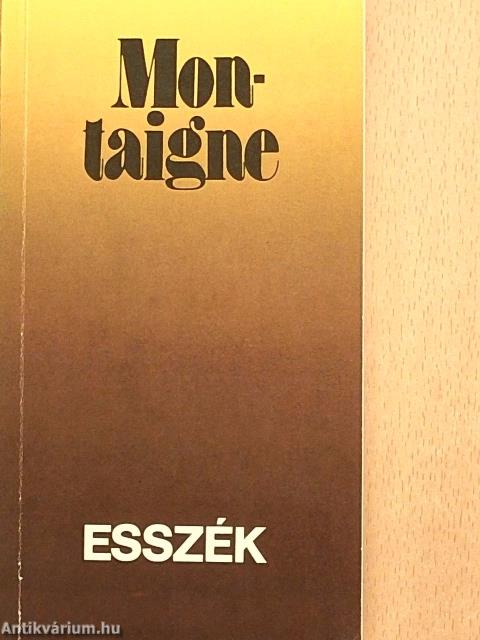 Mon-
taigne
ESSZÉK
Antikvárium.hu